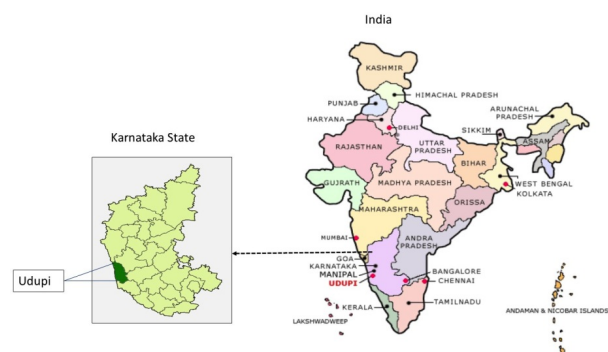 India
KASHMIR
HIMACHAL PRADESH
PUNJAB
HARYANA
DELHI
ARUNACHAL
PRADESH
SIKKIM
ASSAM
RAJASTHAN
UTTAR
PRADESH
BIHAR
WEST BENGAL
KOLKATA
GUJRATH
MADHYA PRADESH
ORISSA
MAHARASHTRA
MUMBAI
ANDRA
PRADESH
GOA
KARNATAKA
MANIPAL
UDUPI
BANGALORE
CHENNAI
KERALA
TAMILNADU
LAKSHWADWEEP
ANDAMAN & NICOBAR ISLANDS
Karnataka State
Udupi